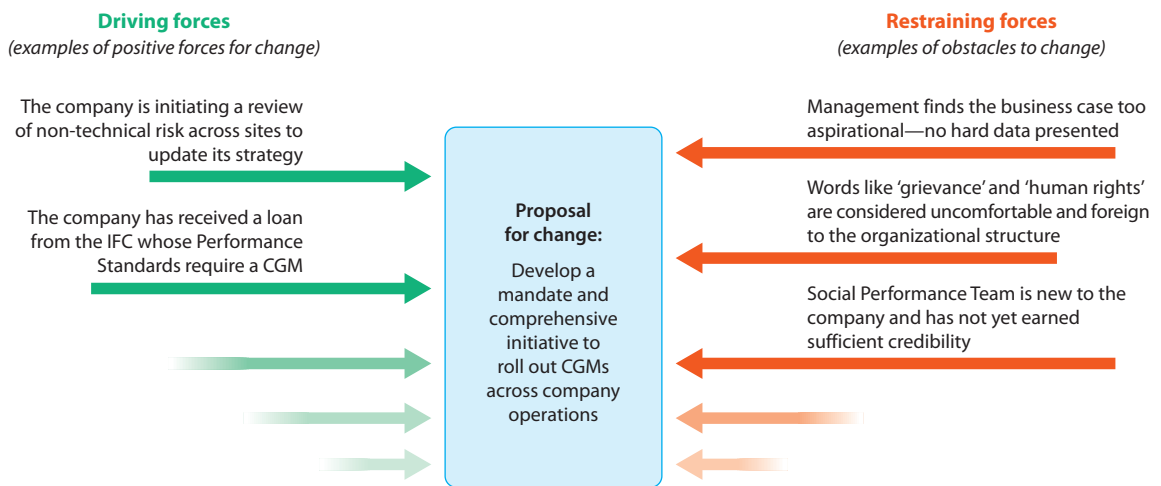 Driving forces
(examples of positive forces for change)
The company is initiating a review
of non-technical risk across sites to
update its strategy
The company has received a loan
from the IFC whose Performance
Standards require a CGM
Proposal
for change:
Develop a
mandate and
comprehensive
initiative to
roll out CGMs
across company
operations
Restraining forces
(examples of obstacles to change)
Management finds the business case too
aspirational—no hard data presented
Words like ‘grievance’ and ‘human rights’
are considered uncomfortable and foreign
to the organizational structure
Social Performance Team is new to the
company and has not yet earned
sufficient credibility